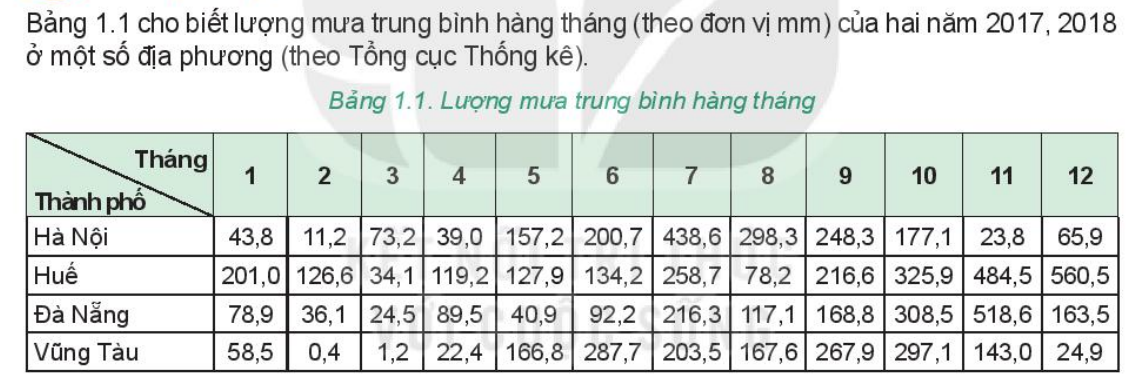 Bảng 1.1 cho biết lượng mưa trung bình hàng tháng (theo đơn vị mm) của hai năm 2017, 2018
ở một số địa phương (theo Tổng cục Thống kê).
Bảng 1.1. Lượng mưa trung bình hàng tháng
Tháng 1 2 3 4 5 6 7 8 9 10 11 12
Thành phố
Hà Nội 43,8 11,2 73,2 39,0 157,2 200,7 438,6 298,3 248,3 177,1 23,8 65,9
Huế 201,0 126,6 34,1 119,2 127,9 134,2 258,7 78,2 216,6 325,9 484,5 560,5
Đà Nẵng 78,9 36,1 24,5 89,5 40,9 92,2 216,3 117,1 168,8 308,5 518,6 163,5
Vũng Tàu 58,5 0,4 1,2 22,4 166,8 287,7 203,5 167,6 267,9 297,1 143,0 24,9
KẾT NỐI TRI THỨC
VỚI CUỘC SỐNG